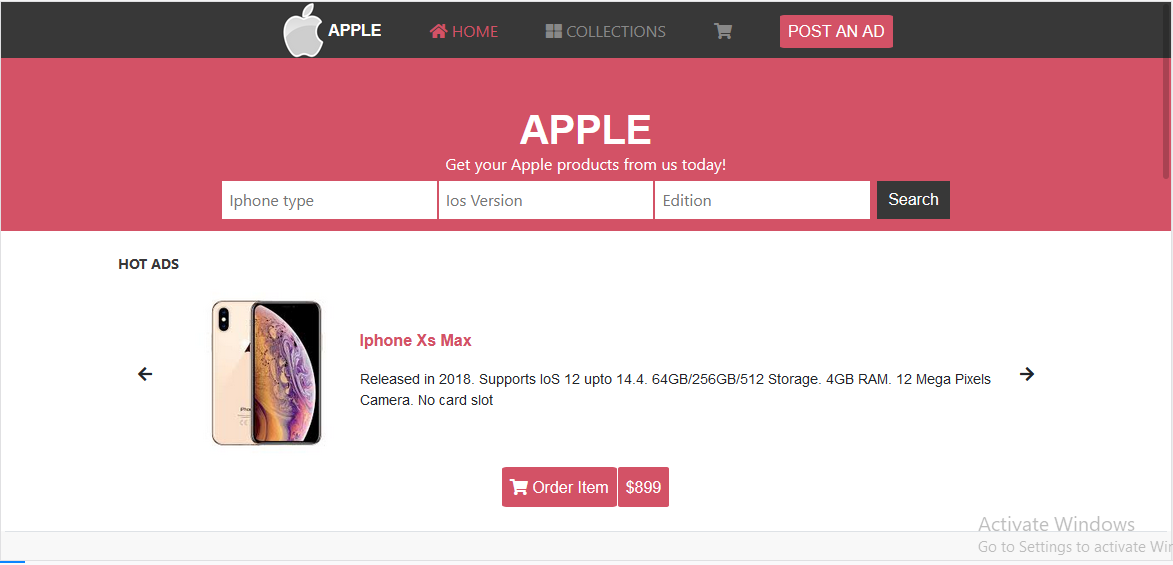 APPLE HOME COLLECTIONS POST AN AD
APPLE
Get your Apple products from us today!
Iphone type Ios Version Edition Search
HOT ADS
Iphone Xs Max
Released in 2018. Supports IoS 12 upto 14.4. 64GB/256GB/512 Storage. 4GB RAM. 12 Mega Pixels
Camera. No card slot
Order Item $899
Activate Windows
Go to Settings to activate Wi